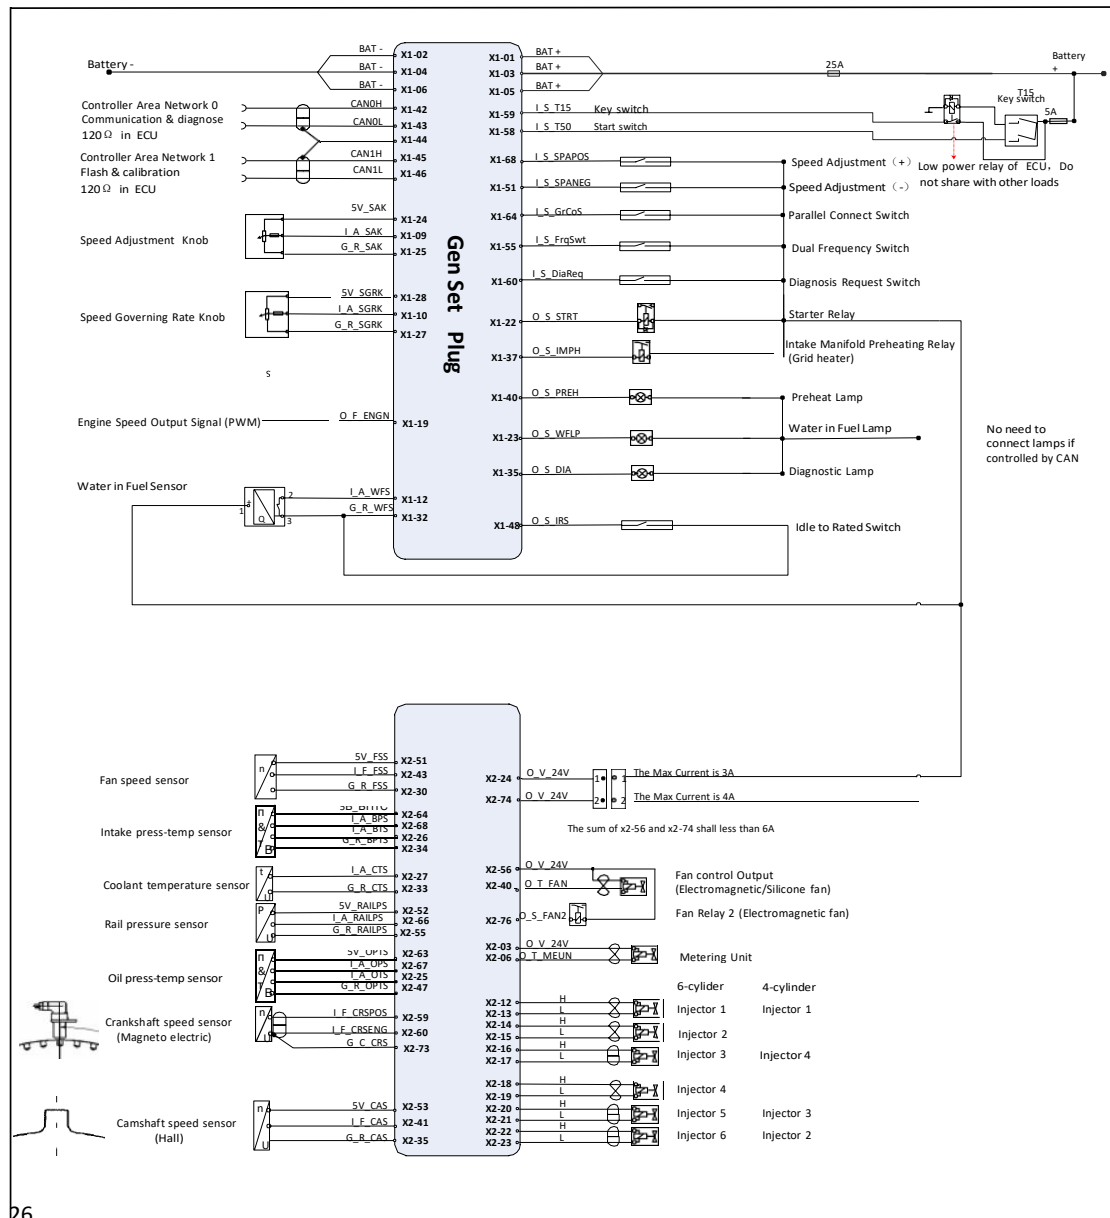 BAT -
X1-02
Battery -
BAT -
X1-04
BAT -
X1-06
Controller Area Network 0
Communication & diagnose
120Ω in ECU
CAN0H
X1-42
CAN0L
X1-43
X1-44
Controller Area Network 1
Flash & calibration
120Ω in ECU
CAN1H
X1-45
CAN1L
X1-46
5V_SAK
X1-24
Speed Adjustment Knob
I_A_SAK
X1-09
G_R_SAK
X1-25
5V_SGRK
X1-28
Speed Governing Rate Knob
I_A_SGRK
X1-10
G_R_SGRK
X1-27
S
Engine Speed Output Signal (PWM)
O_F_ENGN
X1-19
Water in Fuel Sensor
1
+
2
3
Q
I_A_WFS
X1-12
G_R_WFS
X1-32
Gen Set Plug
X1-01
BAT +
X1-03
BAT +
X1-05
BAT +
25A
Battery
+
X1-59
I_S_T15
Key switch
X1-58
I_S_T50
Start switch
T15
Key switch
5A
Low power relay of ECU, Do
not share with other loads
X1-68
I_S_SPAPOS
Speed Adjustment (+)
X1-51
I_S_SPANEG
Speed Adjustment (-)
X1-64
I_S_GrCoS
Parallel Connect Switch
X1-55
I_S_FrqSwt
Dual Frequency Switch
X1-60
I_S_DiaReq
Diagnosis Request Switch
X1-22
O_S_STRT
Starter Relay
X1-37
O_S_IMPH
Intake Manifold Preheating Relay
(Grid heater)
X1-40
O_S_PREH
Preheat Lamp
X1-23
O_S_WFLP
Water in Fuel Lamp
X1-35
O_S_DIA
Diagnostic Lamp
No need to
connect lamps if
controlled by CAN
X1-48
O_S_IRS
Idle to Rated Switch
Fan speed sensor
n
5V_FSS
X2-51
I_F_FSS
X2-43
G_R_FSS
X2-30
Intake press-temp sensor
Π
&
T
B
X2-64
I_A_BPS
X2-68
I_A_BTS
X2-26
G_R_BPTS
X2-34
Coolant temperature sensor
t
U
I_A_CTS
X2-27
G_R_CTS
X2-33
Rail pressure sensor
P
U
5V_RAILPS
X2-52
I_A_RAILPS
X2-66
G_R_RAILPS
X2-55
Oil press-temp sensor
Π
&
T
B
5V_OPTS
X2-63
I_A_OPS
X2-67
I_A_OTS
X2-25
G_R_OPTS
X2-47
Crankshaft speed sensor
(Magneto electric)
n
U
I_F_CRSPOS
X2-59
I_F_CRSENG
X2-60
G_C_CRS
X2-73
Camshaft speed sensor
(Hall)
n
U
5V_CAS
X2-53
I_F_CAS
X2-41
G_R_CAS
X2-35
X2-24
O_V_24V
1
1
The Max Current is 3A
X2-74
O_V_24V
2
2
The Max Current is 4A
The sum of x2-56 and x2-74 shall less than 6A
X2-56
O_V_24V
X2-40
O_T_FAN
Fan control Output
(Electromagnetic/Silicone fan)
X2-76
O_S_FAN2
Fan Relay 2 (Electromagnetic fan)
X2-03
O_V_24V
X2-06
O_T_MEUN
Metering Unit
6-cylider
4-cylinder
X2-12
H
X2-13
L
Injector 1
Injector 1
X2-14
H
X2-15
L
Injector 2
X2-16
H
X2-17
L
Injector 3
Injector 4
X2-18
H
X2-19
L
Injector 4
X2-20
H
X2-21
L
Injector 5
Injector 3
X2-22
H
X2-23
L
Injector 6
Injector 2
26